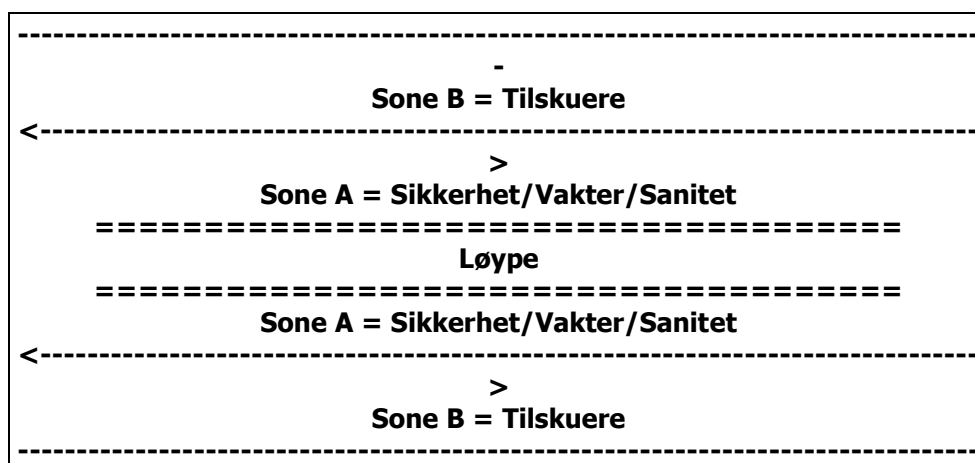 -----------------------------------------------------------------
-
Sone B = Tilskuere
<----------------------------------------------------------------
>
Sone A = Sikkerhet/Vakter/Sanitet
=====================================
Løype
=====================================
Sone A = Sikkerhet/Vakter/Sanitet
<----------------------------------------------------------------
>
Sone B = Tilskuere
-----------------------------------------------------------------